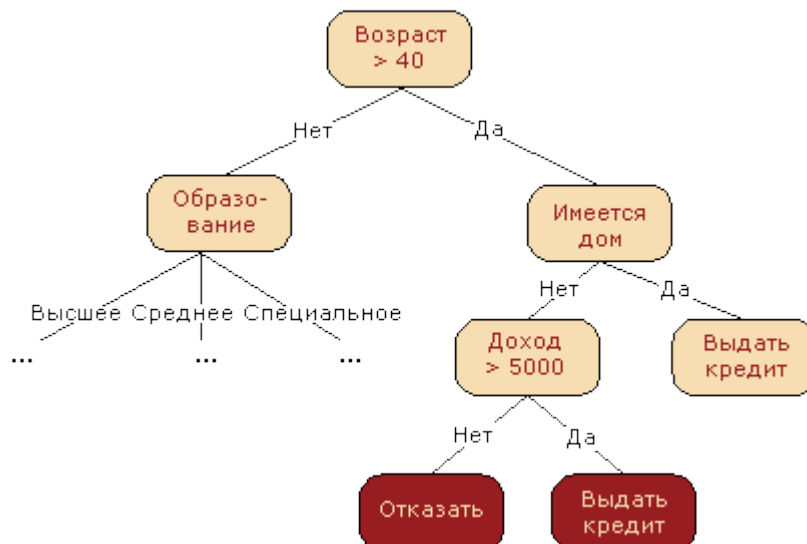 Возраст
> 40
Нет
Да
Образо-
вание
Имеется
дом
Высшее Среднее Специальное
Нет
Да
... ... ...
Доход
> 5000
Выдать
кредит
Нет
Да
Отказать
Выдать
кредит